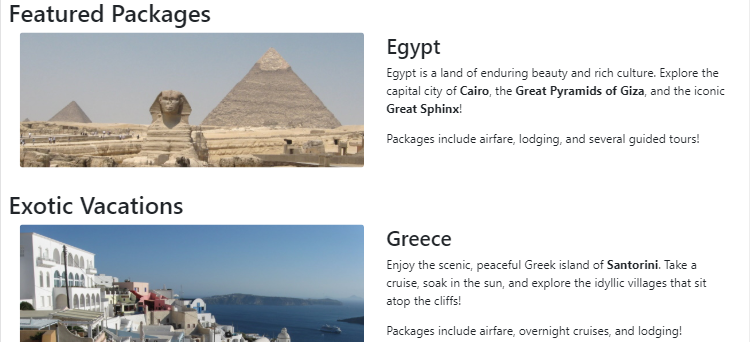 Featured Packages
Egypt
Egypt is a land of enduring beauty and rich culture. Explore the
capital city of Cairo, the Great Pyramids of Giza, and the iconic
Great Sphinx!
Packages include airfare, lodging, and several guided tours!
Exotic Vacations
Greece
Enjoy the scenic, peaceful Greek island of Santorini. Take a
cruise, soak in the sun, and explore the idyllic villages that sit
atop the cliffs!
Packages include airfare, overnight cruises, and lodging!